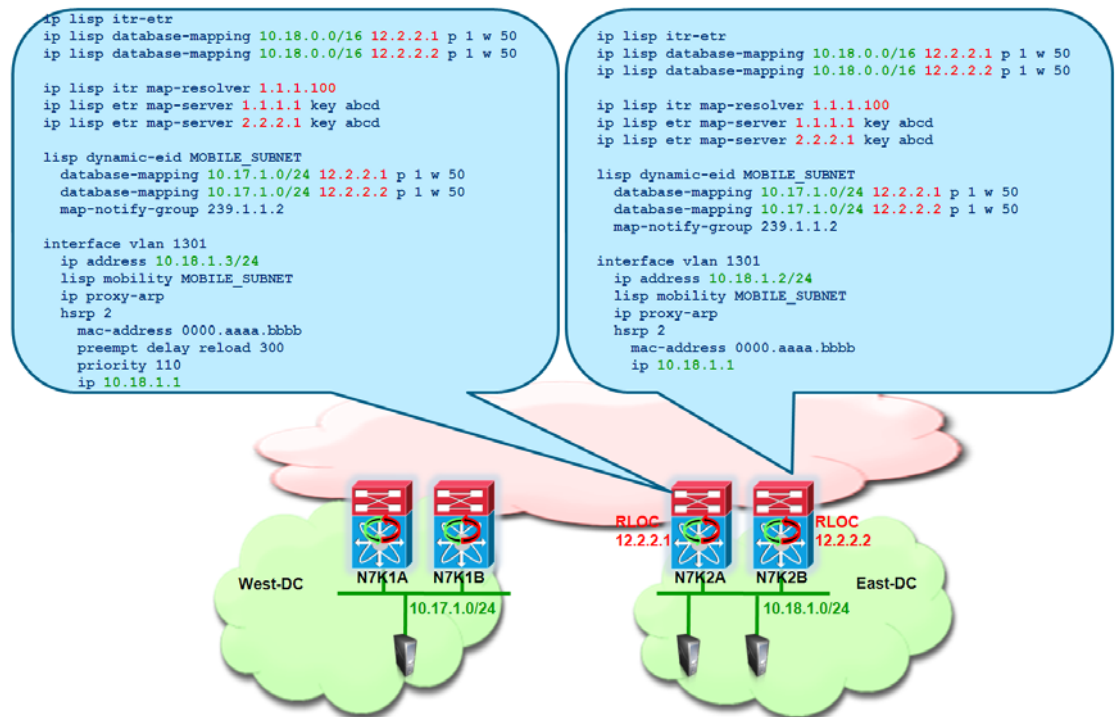 ip lisp itr-etr
ip lisp database-mapping 10.18.0.0/16 12.2.2.1 p 1 w 50
ip lisp database-mapping 10.18.0.0/16 12.2.2.2 p 1 w 50
ip lisp itr map-resolver 1.1.1.100
ip lisp etr map-server 1.1.1.1 key abcd
ip lisp etr map-server 2.2.2.1 key abcd
lisp dynamic-eid MOBILE_SUBNET
database-mapping 10.17.1.0/24 12.2.2.1 p 1 w 50
database-mapping 10.17.1.0/24 12.2.2.2 p 1 w 50
map-notify-group 239.1.1.2
interface vlan 1301
ip address 10.18.1.3/24
lisp mobility MOBILE_SUBNET
ip proxy-arp
hsrp 2
mac-address 0000.aaaa.bbbb
preempt delay reload 300
priority 110
ip 10.18.1.1
ip lisp itr-etr
ip lisp database-mapping 10.18.0.0/16 12.2.2.1 p 1 w 50
ip lisp database-mapping 10.18.0.0/16 12.2.2.2 p 1 w 50
ip lisp itr map-resolver 1.1.1.100
ip lisp etr map-server 1.1.1.1 key abcd
ip lisp etr map-server 2.2.2.1 key abcd
lisp dynamic-eid MOBILE_SUBNET
database-mapping 10.17.1.0/24 12.2.2.1 p 1 w 50
database-mapping 10.17.1.0/24 12.2.2.2 p 1 w 50
map-notify-group 239.1.1.2
interface vlan 1301
ip address 10.18.1.2/24
lisp mobility MOBILE_SUBNET
ip proxy-arp
hsrp 2
mac-address 0000.aaaa.bbbb
ip 10.18.1.1
RLOC
12.2.2.1
RLOC
12.2.2.2
West-DC
N7K1A
N7K1B
N7K2A
N7K2B
East-DC
10.17.1.0/24
10.18.1.0/24